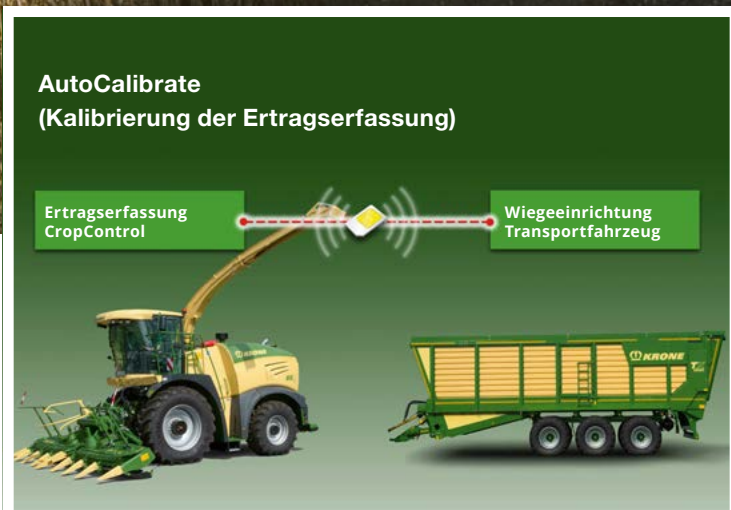 AutoCalibrate
(Kalibrierung der Ertragserfassung)
Ertragserfassung
CropControl
Wiegeeinrichtung
Transportfahrzeug
KRONE
KRONE